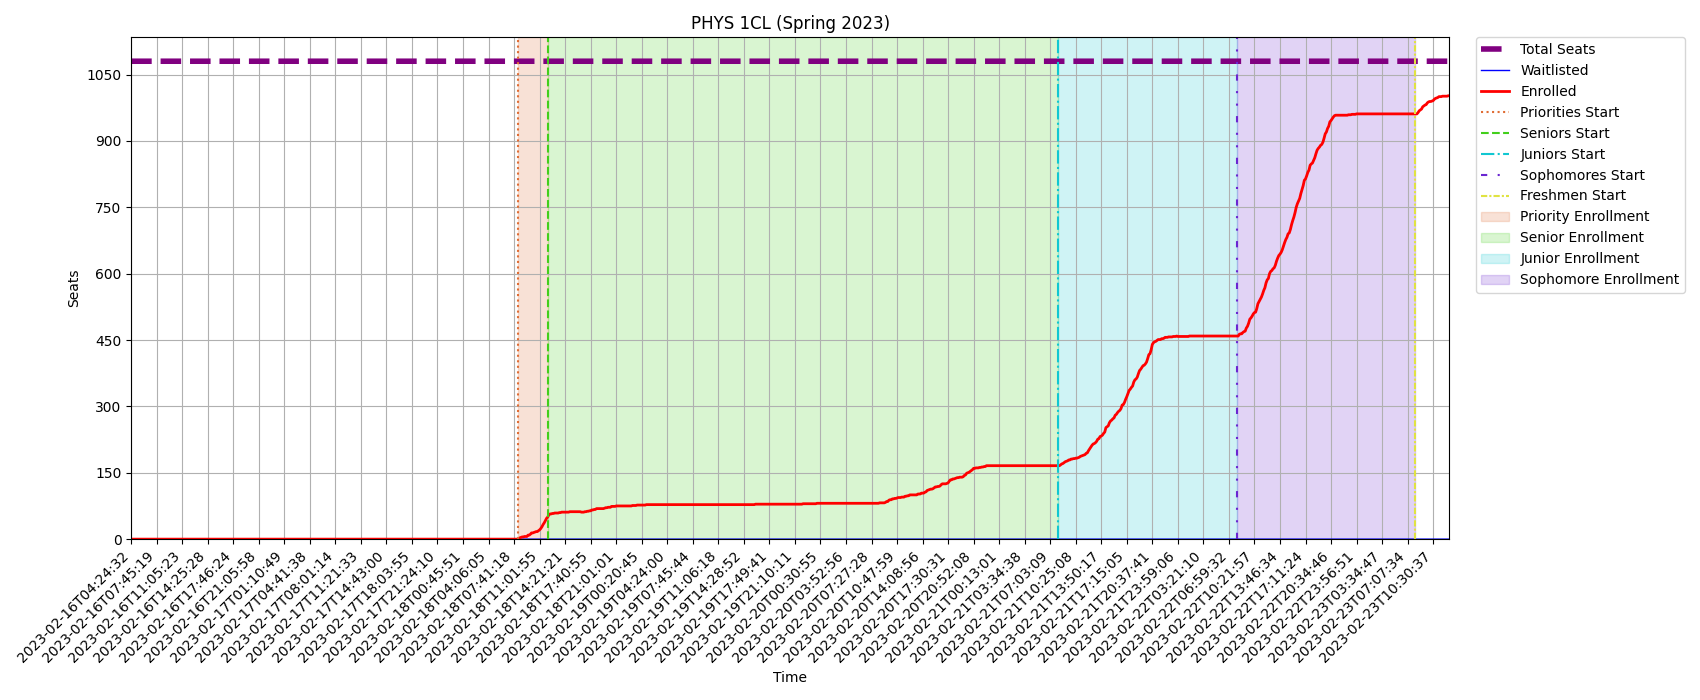 PHYS 1CL (Spring 2023)
Seats
1050
900
750
600
450
300
150
0
2023-02-16T04:24:32
2023-02-16T07:45:19
2023-02-16T11:05:23
2023-02-16T14:25:28
2023-02-16T17:46:24
2023-02-16T21:05:58
2023-02-17T01:10:49
2023-02-17T04:41:38
2023-02-17T08:01:14
2023-02-17T11:21:33
2023-02-17T14:43:00
2023-02-17T18:03:55
2023-02-17T21:24:10
2023-02-18T00:45:51
2023-02-18T04:06:05
2023-02-18T07:41:18
2023-02-18T11:01:55
2023-02-18T14:21:21
2023-02-18T17:40:55
2023-02-18T21:01:01
2023-02-19T00:20:45
2023-02-19T04:24:00
2023-02-19T07:45:44
2023-02-19T11:06:18
2023-02-19T14:28:52
2023-02-19T17:49:41
2023-02-19T21:10:11
2023-02-20T00:30:55
2023-02-20T03:52:56
2023-02-20T07:27:28
2023-02-20T10:47:59
2023-02-20T14:08:56
2023-02-20T17:30:31
2023-02-20T20:52:08
2023-02-21T00:13:01
2023-02-21T03:34:38
2023-02-21T07:03:09
2023-02-21T10:25:08
2023-02-21T13:50:17
2023-02-21T17:15:05
2023-02-21T20:37:41
2023-02-21T23:59:06
2023-02-22T03:21:10
2023-02-22T06:59:32
2023-02-22T10:21:57
2023-02-22T13:46:34
2023-02-22T17:11:24
2023-02-22T20:34:46
2023-02-22T23:56:51
2023-02-23T03:34:47
2023-02-23T07:07:34
2023-02-23T10:30:37
Time
Total Seats
Waitlisted
Enrolled
Priorities Start
Seniors Start
Juniors Start
Sophomores Start
Freshmen Start
Priority Enrollment
Senior Enrollment
Junior Enrollment
Sophomore Enrollment